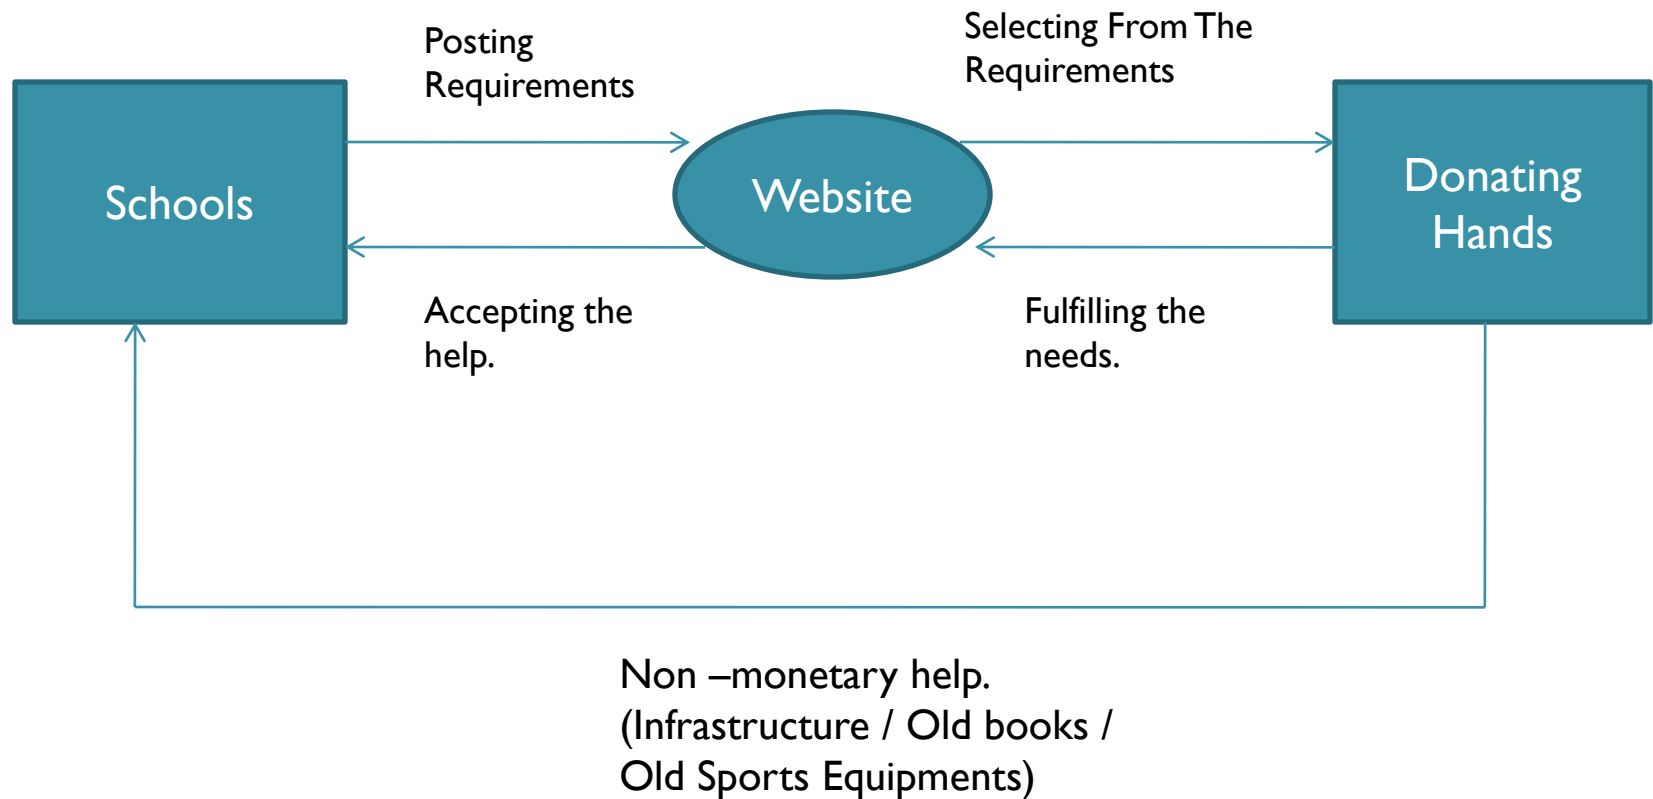 Posting
Requirements
Selecting From The
Requirements
Schools
Website
Donating
Hands
Accepting the
help.
Fulfilling the
needs.
Non –monetary help.
(Infrastructure / Old books /
Old Sports Equipments)